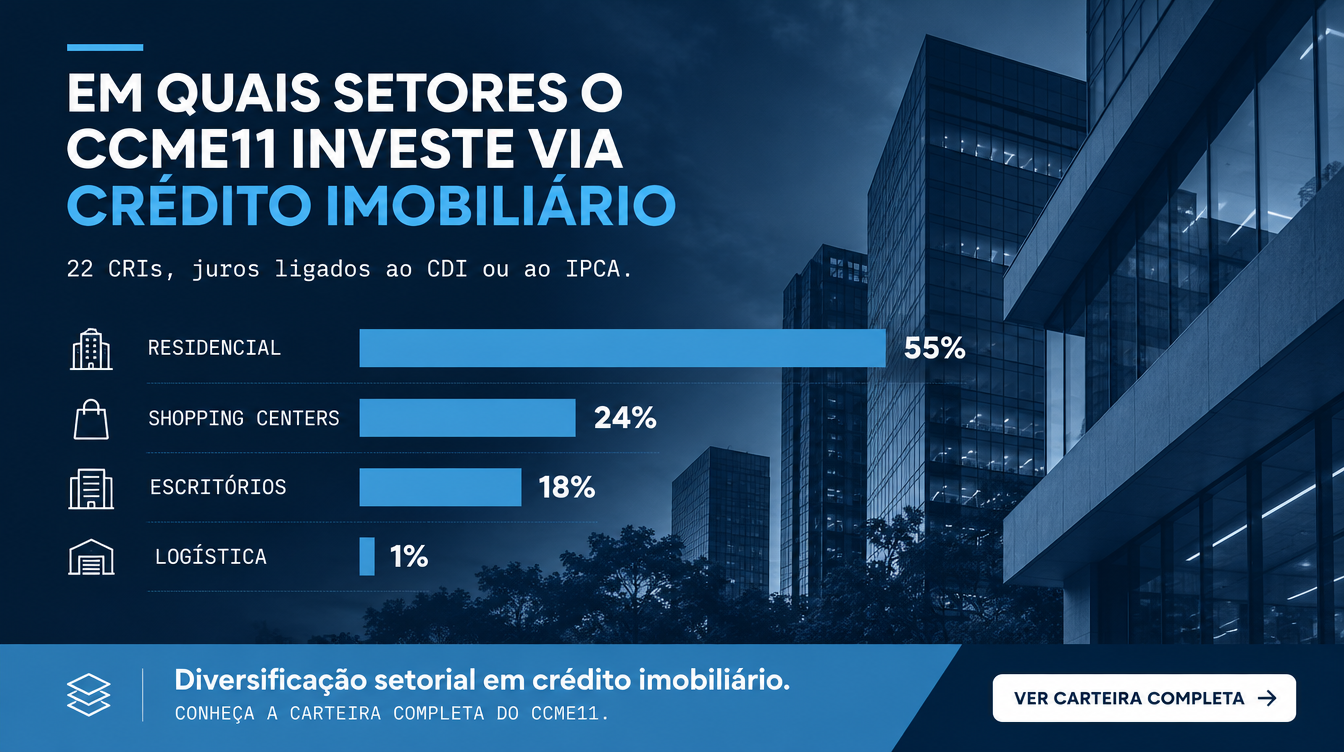 EM QUAIS SETORES O
CCME11 INVESTE VIA
CRÉDITO IMOBILIÁRIO
22 CRIs, juros ligados ao CDI ou ao IPCA.
RESIDENCIAL 55%
SHOPPING CENTERS 24%
ESCRITÓRIOS 18%
LOGÍSTICA 1%
Diversificação setorial em crédito imobiliário.
CONHEÇA A CARTEIRA COMPLETA DO CCME11.
VER CARTEIRA COMPLETA →